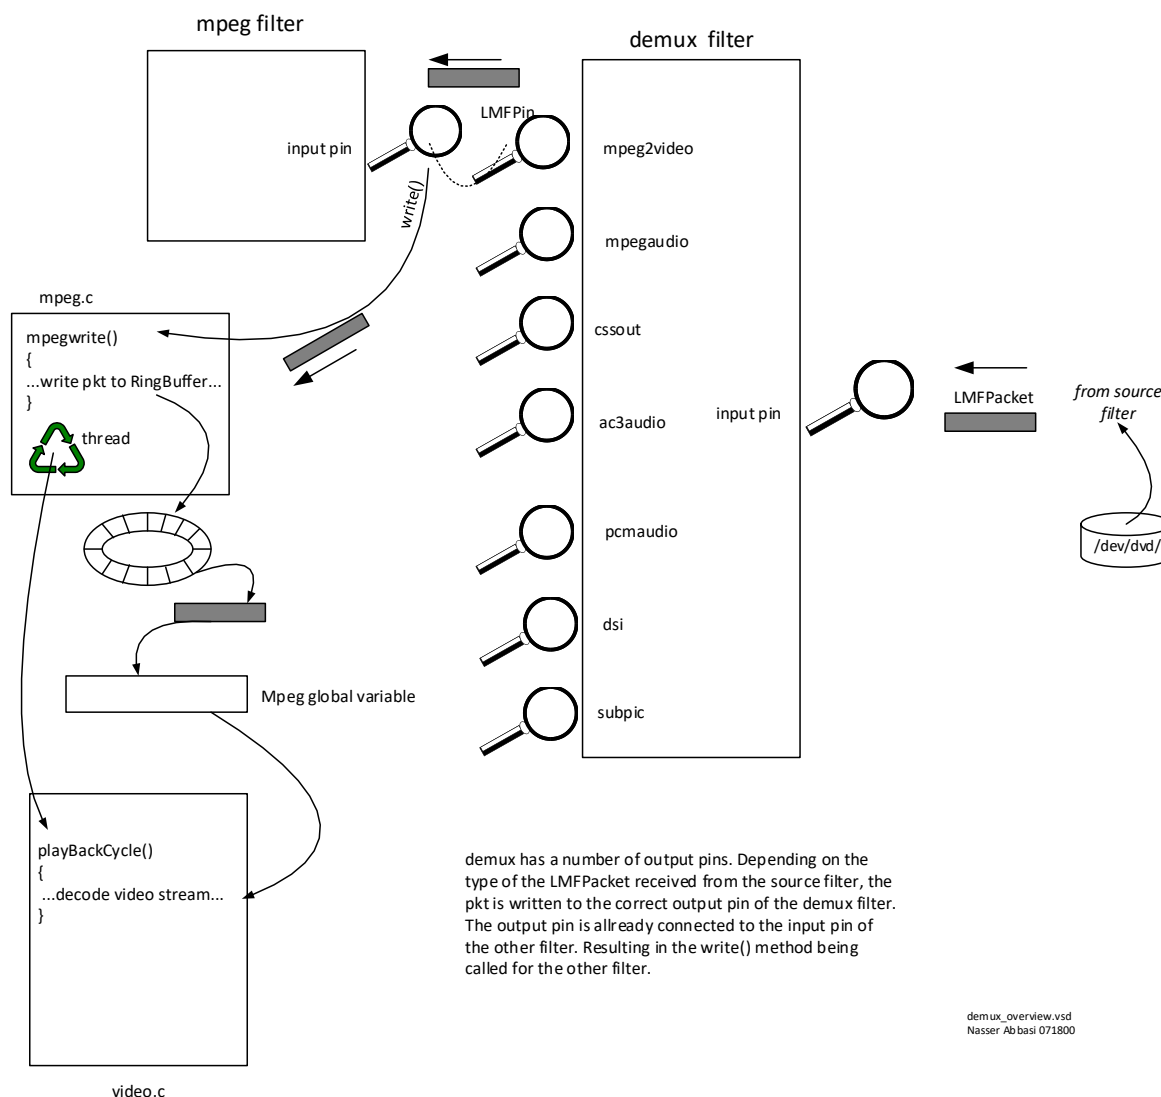 mpeg filter
demux filter
LMFPin
input pin
mpeg2video
write()
mpegaudio
mpeg.c
mpegwrite()
{
...write pkt to RingBuffer...
}
thread
cssout
ac3audio
input pin
LMFPacket
from source
filter
pcmaudio
/dev/dvd/
dsi
Mpeg global variable
subpic
playBackCycle()
{
...decode video stream...
}
video.c
demux has a number of output pins. Depending on the
type of the LMFPacket received from the source filter, the
pkt is written to the correct output pin of the demux filter.
The output pin is allready connected to the input pin of
the other filter. Resulting in the write() method being
called for the other filter.
demux_overview.vsd
Nasser Abbasi 071800